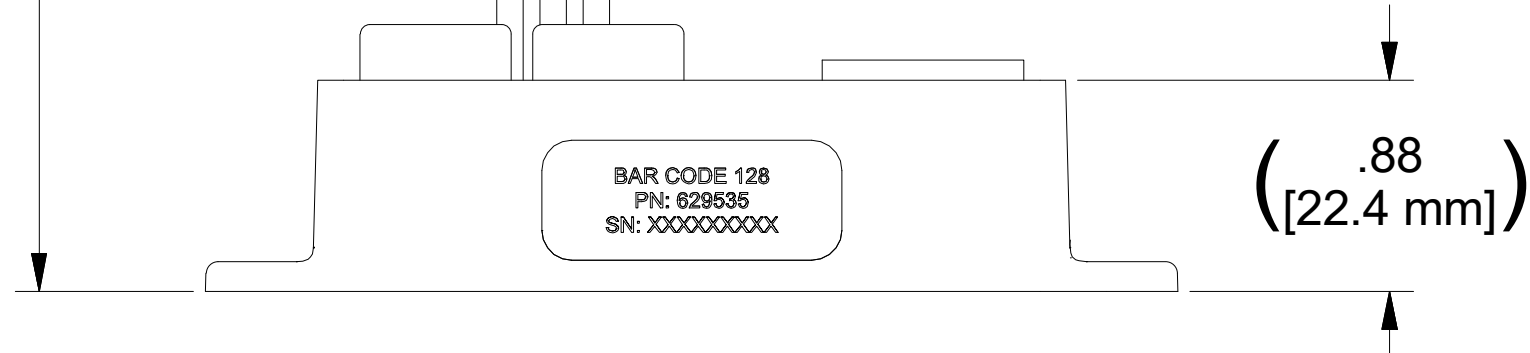 BAR CODE 128
PN: 629535
SN: XXXXXXXXX
( .88
[22.4 mm] )